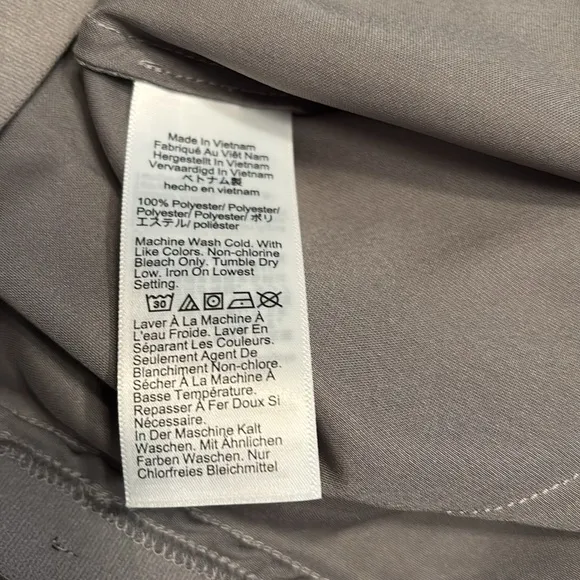 Made In Vietnam
Fabriqué Au Viêt Nam
Hergestellt In Vietnam
Vervaardigd In Vietnam
ベトナム製
hecho en vietnam
100% Polyester/ Polyester/
Polyester/ Polyester/ ポリ
エステル/ poliéster
Machine Wash Cold. With
Like Colors. Non-chlorine
Bleach Only. Tumble Dry
Low. Iron On Lowest
Setting.
30
Laver À La Machine À
L'eau Froide. Laver En
Séparant Les Couleurs.
Seulement Agent De
Blanchiment Non-chlore.
Sécher À La Machine À
Basse Température.
Repasser À Fer Doux Si
Nécessaire.
In Der Maschine Kalt
Waschen. Mit Ähnlichen
Farben Waschen. Nur
Chlorfreies Bleichmittel